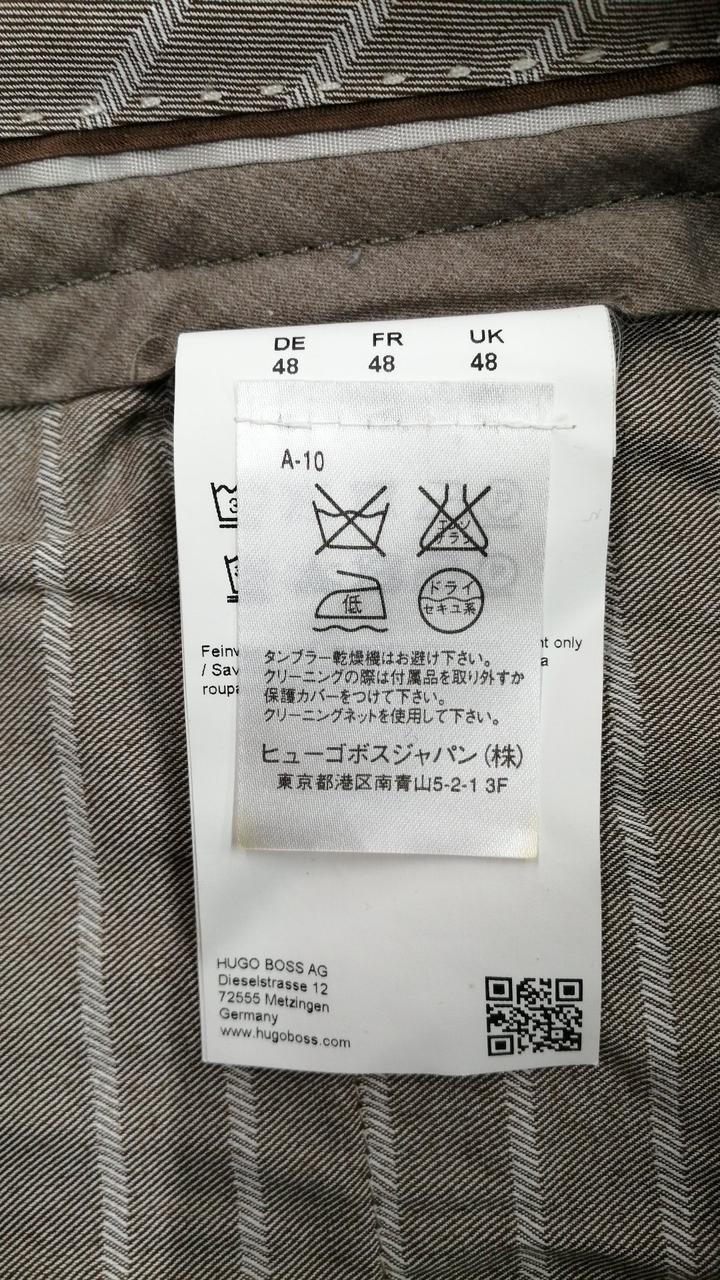 DE FR UK
48 48 48
A-10
エンソ
サラシ
低
ドライ
セキユ系
nt only
/ Sav
タンブラー乾燥機はお避け下さい。
クリーニングの際は付属品を取り外すか
保護カバーをつけて下さい。
クリーニングネットを使用して下さい。
ヒューゴボスジャパン(株)
東京都港区南青山5-2-1 3F
HUGO BOSS AG
Dieselstrasse 12
72555 Metzingen
Germany
www.hugoboss.com